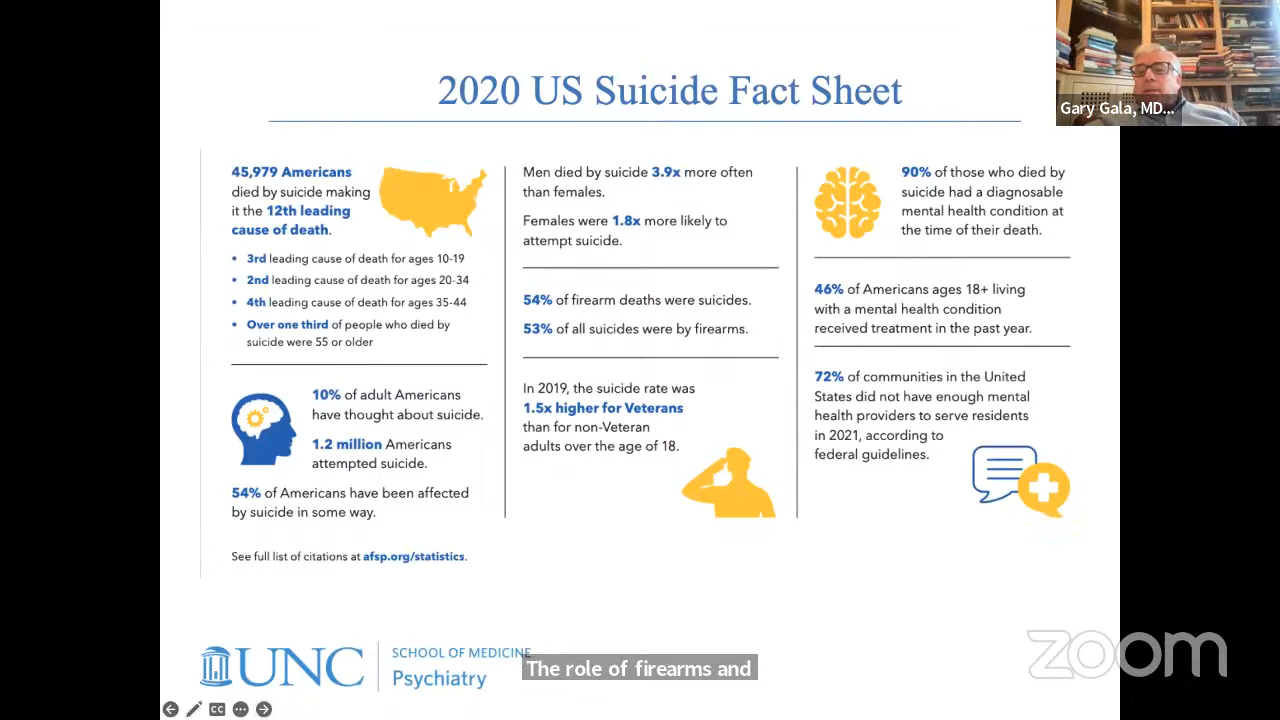 2020 US Suicide Fact Sheet
Gary Gala, MD...
45,979 Americans
died by suicide making
it the 12th leading
cause of death.
• 3rd leading cause of death for ages 10-19
• 2nd leading cause of death for ages 20-34
• 4th leading cause of death for ages 35-44
• Over one third of people who died by
suicide were 55 or older
10% of adult Americans
have thought about suicide.
1.2 million Americans
attempted suicide.
54% of Americans have been affected
by suicide in some way.
See full list of citations at afsp.org/statistics.
Men died by suicide 3.9x more often
than females.
Females were 1.8x more likely to
attempt suicide.
54% of firearm deaths were suicides.
53% of all suicides were by firearms.
In 2019, the suicide rate was
1.5x higher for Veterans
than for non-Veteran
adults over the age of 18.
90% of those who died by
suicide had a diagnosable
mental health condition at
the time of their death.
46% of Americans ages 18+ living
with a mental health condition
received treatment in the past year.
72% of communities in the United
States did not have enough mental
health providers to serve residents
in 2021, according to
federal guidelines.
UNC
SCHOOL OF MEDICINE
Psychiatry
The role of firearms and
zoom
CC